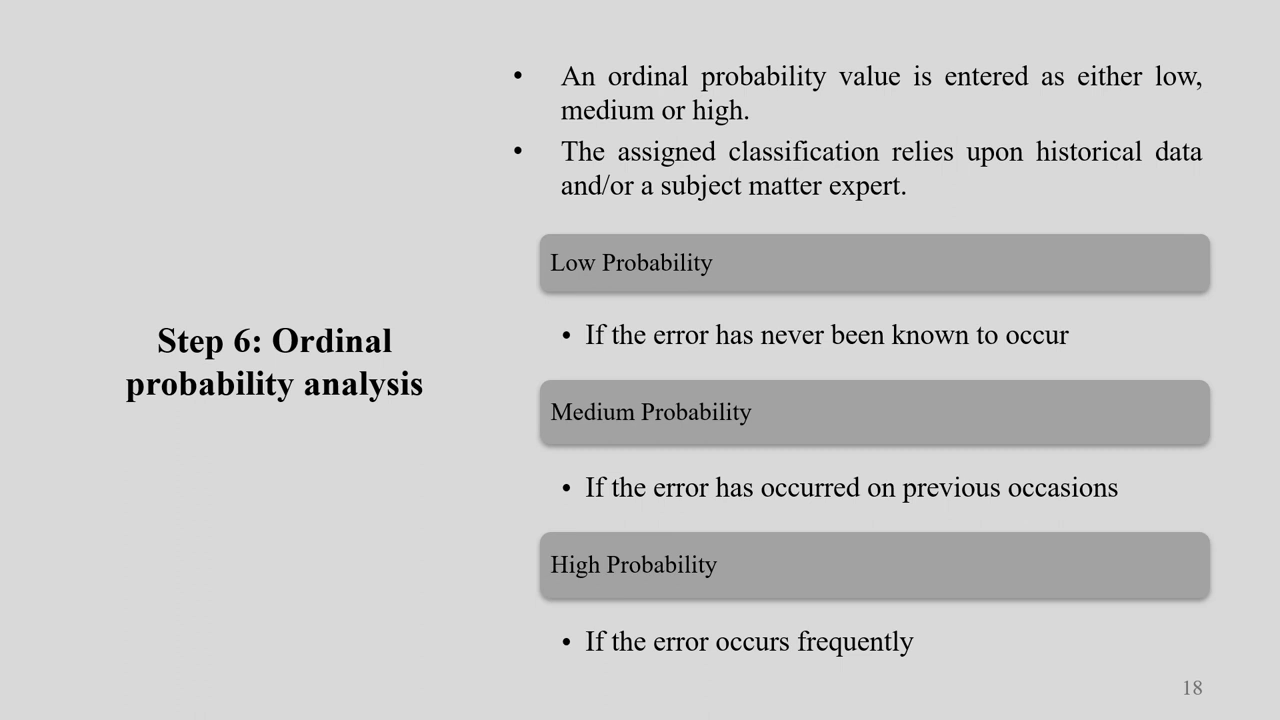 Step 6: Ordinal
probability analysis
• An ordinal probability value is entered as either low,
medium or high.
• The assigned classification relies upon historical data
and/or a subject matter expert.
Low Probability
• If the error has never been known to occur
Medium Probability
• If the error has occurred on previous occasions
High Probability
• If the error occurs frequently
18